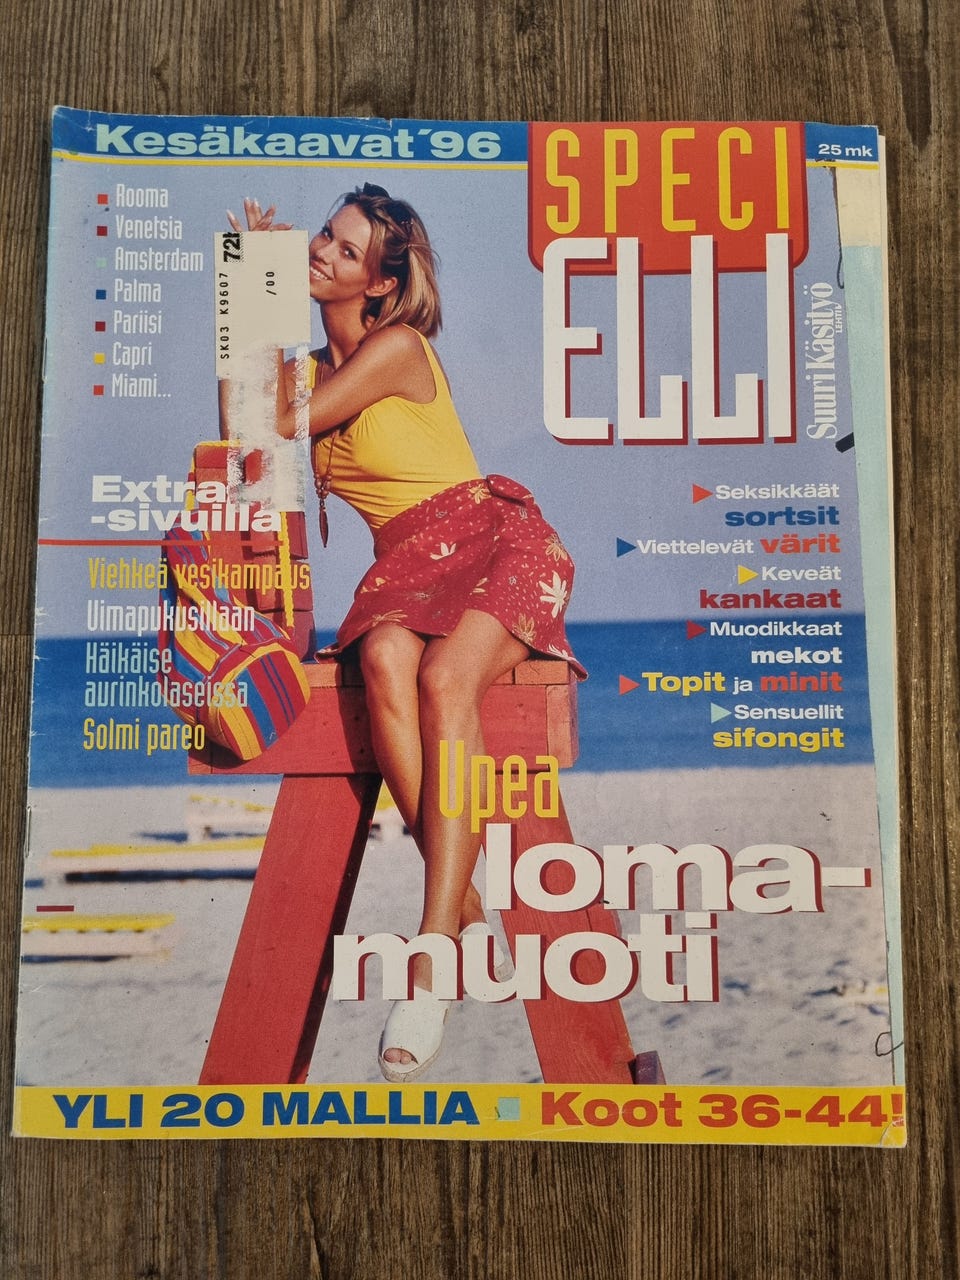 Kesäkaavat´96
SPECI
ELLI
25 mk
Suuri Käsityö
LEHTI
Rooma
Venetsia
Amsterdam
Palma
Pariisi
Capri
Miami...
72
SK03 K9607
/00
Extra
-sivuilla
Viehkeä vesikampaus
Uimapukusillaan
Häikäise
aurinkolaseissa
Solmi pareo
Seksikkäät
sortsit
Viettelevät värit
Keveät
kankaat
Muodikkaat
mekot
Topit ja minit
Sensuellit
sifongit
Upea
loma-
muoti
YLI 20 MALLIA ▪ Koot 36-44!